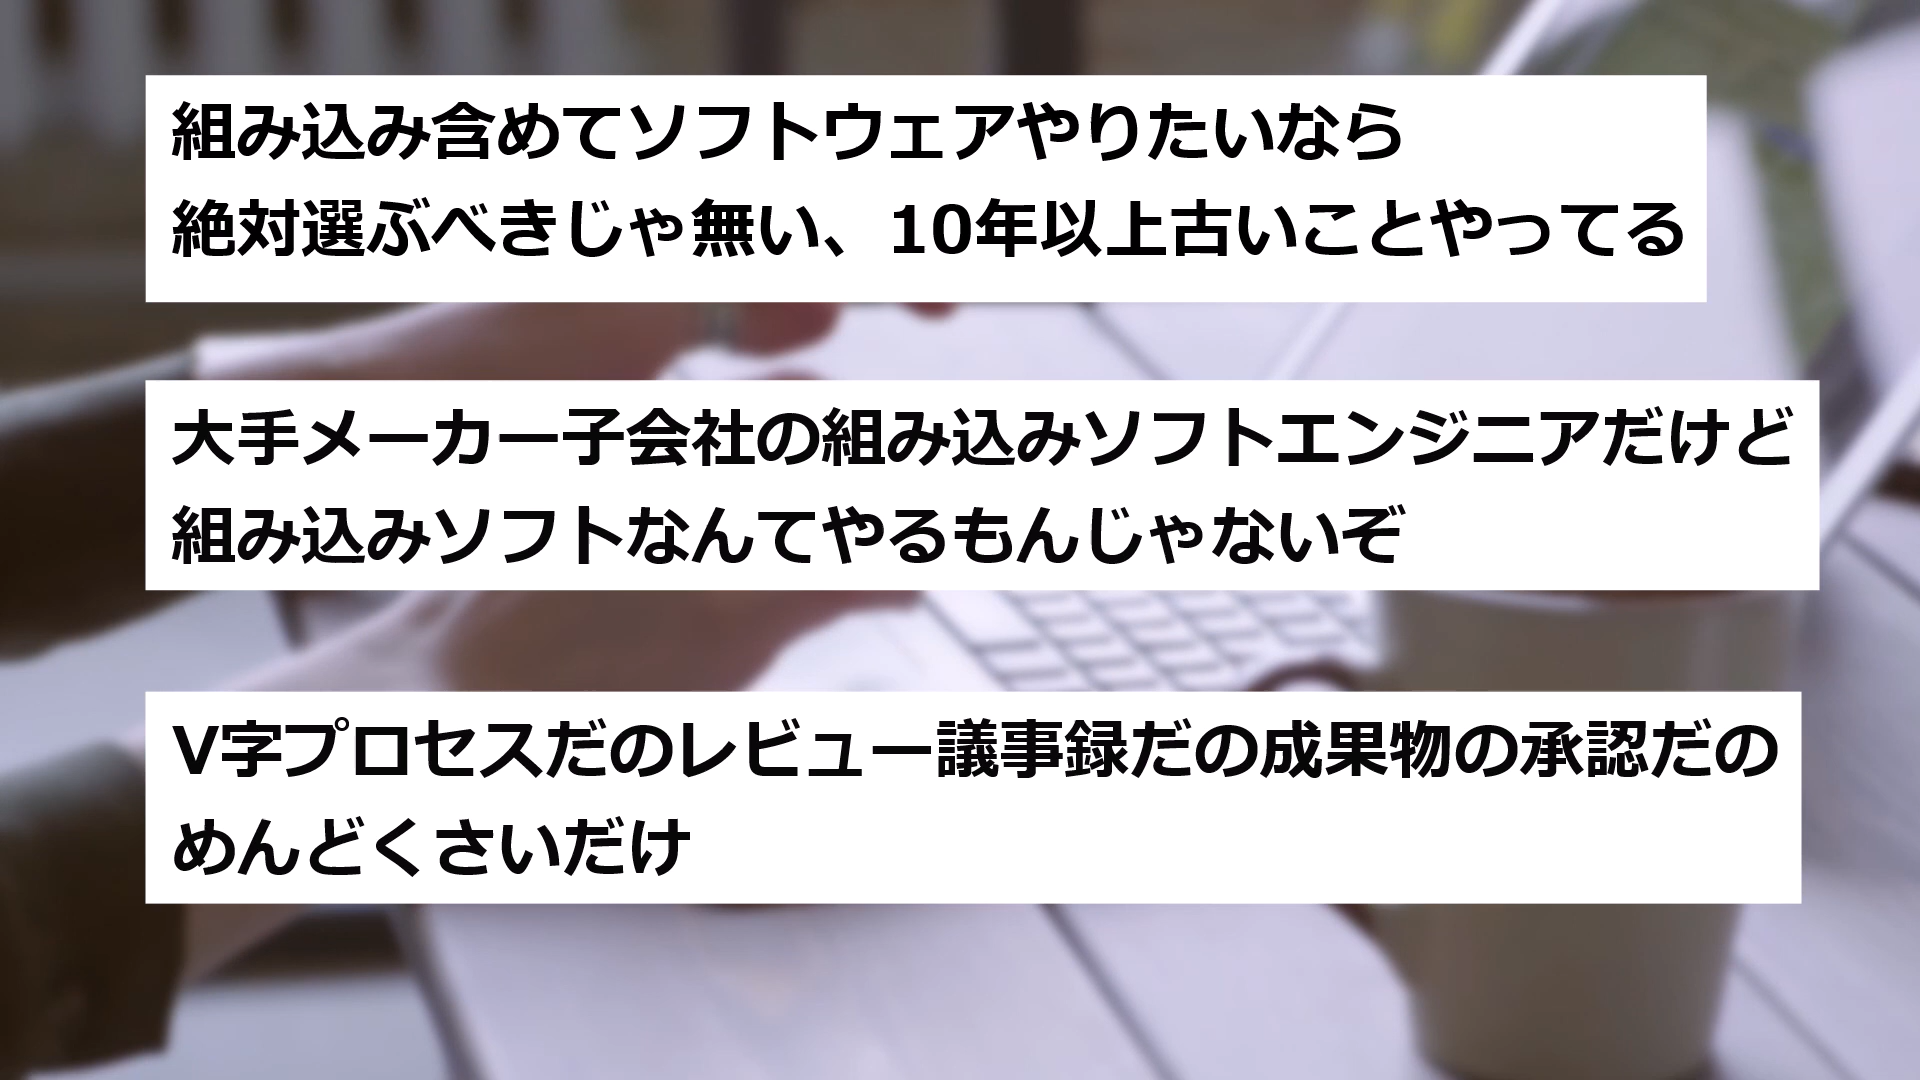 組み込み含めてソフトウェアやりたいなら
絶対選ぶべきじゃ無い、10年以上古いことやってる
大手メーカー子会社の組み込みソフトエンジニアだけど
組み込みソフトなんてやるもんじゃないぞ
V字プロセスだのレビュー議事録だの成果物の承認だの
めんどくさいだけ